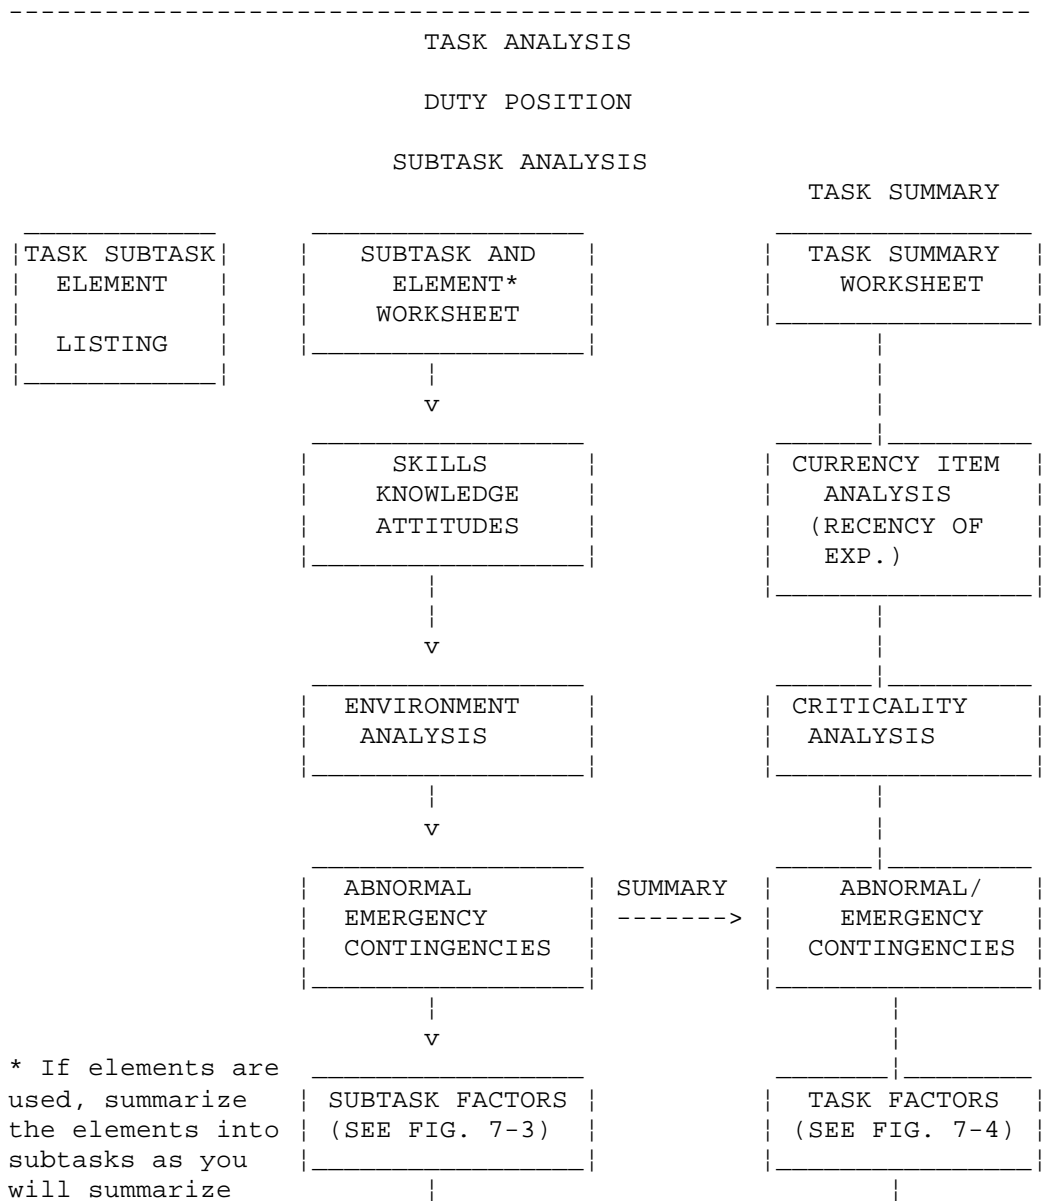 TASK ANALYSIS
DUTY POSITION
SUBTASK ANALYSIS
TASK SUMMARY
TASK SUBTASK
ELEMENT
LISTING
SUBTASK AND
ELEMENT*
WORKSHEET
TASK SUMMARY
WORKSHEET
SKILLS
KNOWLEDGE
ATTITUDES
CURRENCY ITEM
ANALYSIS
(RECENCY OF
EXP.)
ENVIRONMENT
ANALYSIS
CRITICALITY
ANALYSIS
ABNORMAL
EMERGENCY
CONTINGENCIES
SUMMARY
ABNORMAL/
EMERGENCY
CONTINGENCIES
* If elements are
used, summarize
the elements into
subtasks as you
will summarize
SUBTASK FACTORS
(SEE FIG. 7-3)
TASK FACTORS
(SEE FIG. 7-4)